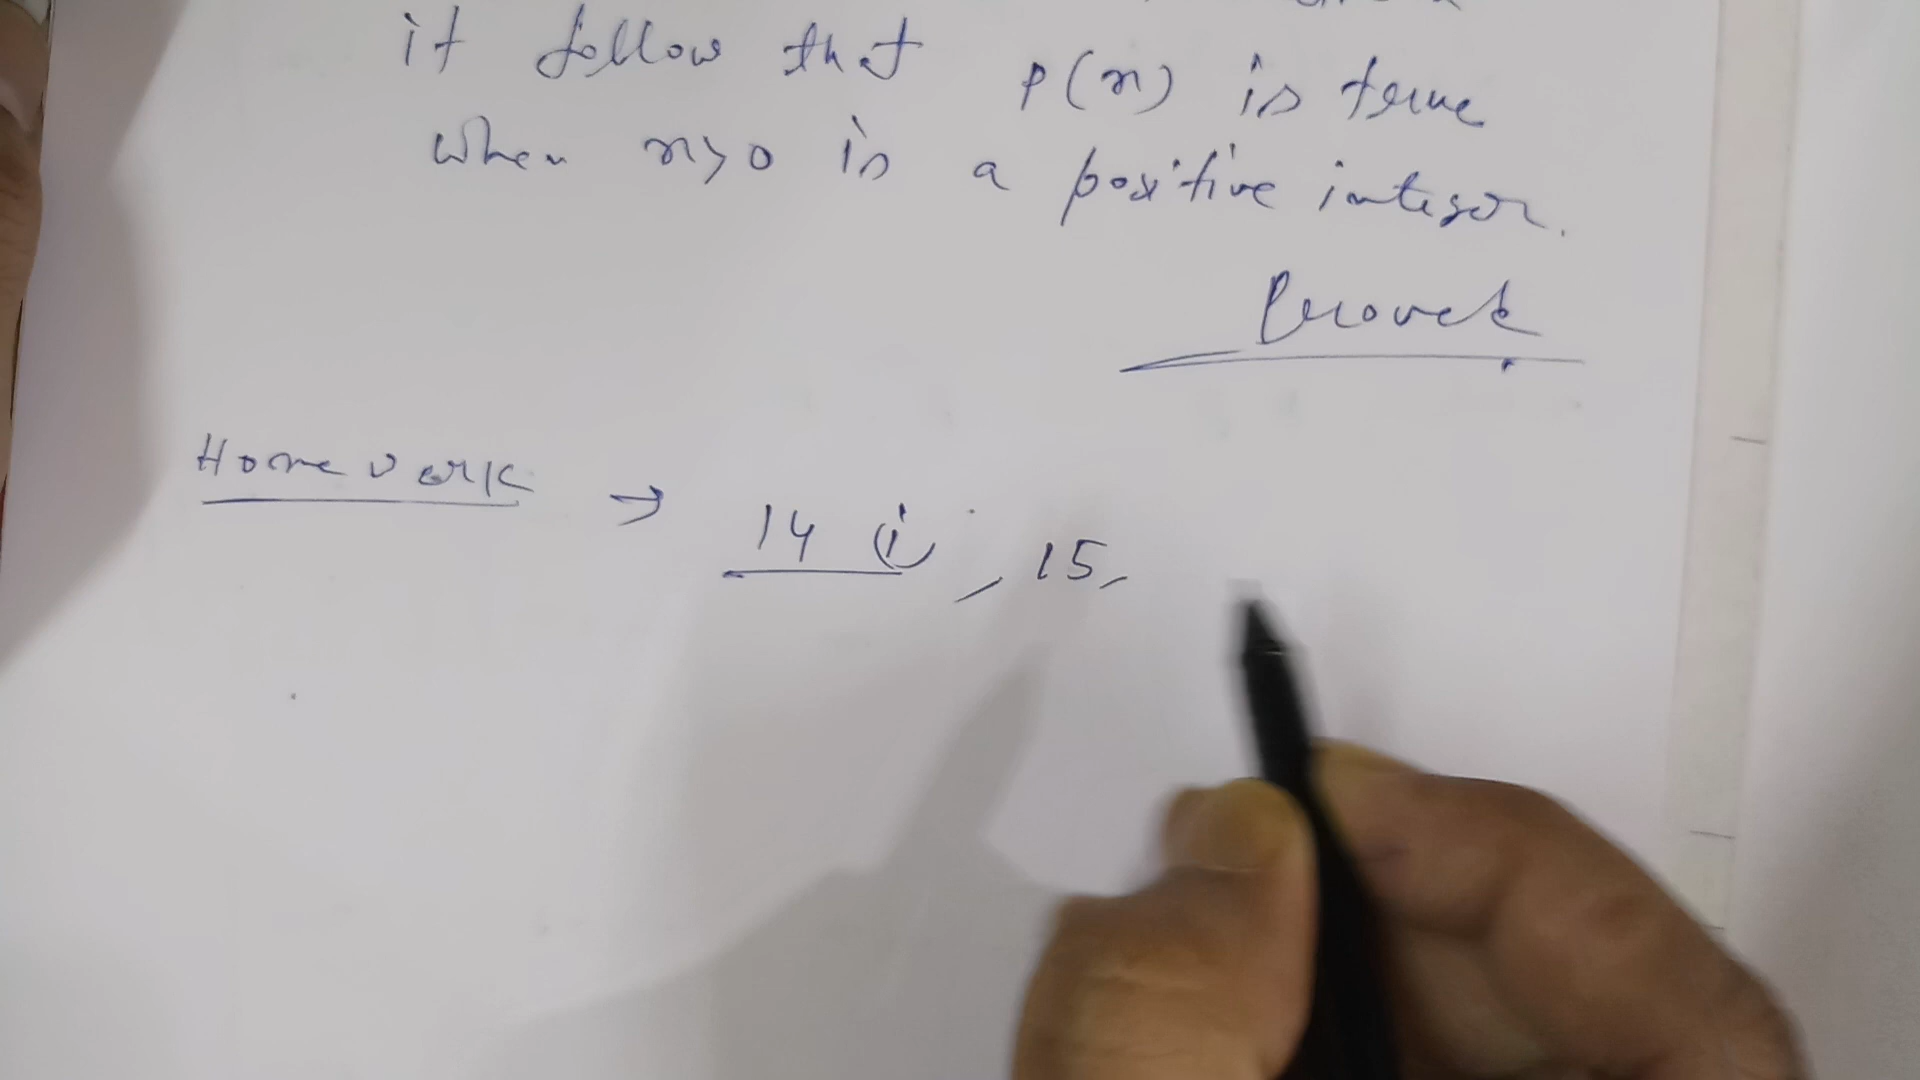 it follow that P(n) is true
when n>0 is a positive integer.
Proved
Homework → 14 (i), 15,